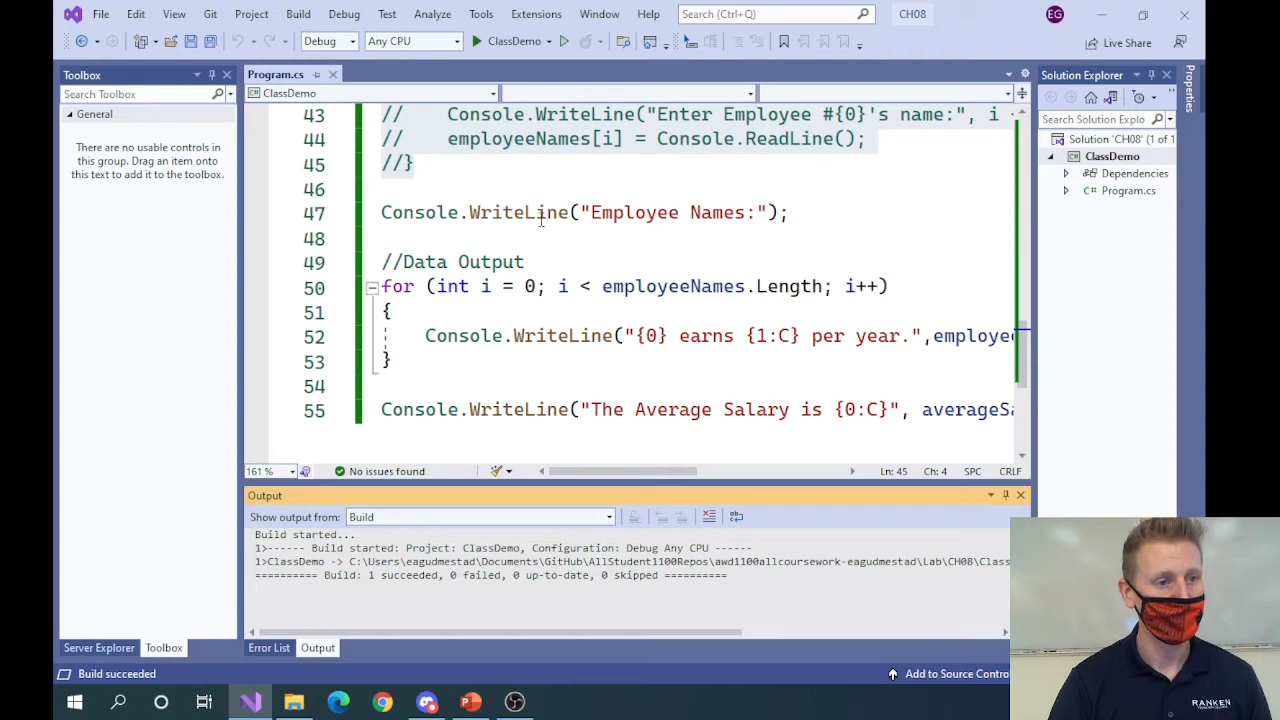 File Edit View Git Project Build Debug Test Analyze Tools Extensions Window Help Search (Ctrl+Q) CH08 EG
Debug Any CPU ClassDemo Live Share
Toolbox
Search Toolbox
General
There are no usable controls in
this group. Drag an item onto
this text to add it to the toolbox.
Server Explorer Toolbox
Program.cs
ClassDemo
43 // Console.WriteLine("Enter Employee #{0}'s name:", i +
44 // employeeNames[i] = Console.ReadLine();
45 //}
46
47 Console.WriteLine("Employee Names:");
48
49 //Data Output
50 for (int i = 0; i < employeeNames.Length; i++)
51 {
52 Console.WriteLine("{0} earns {1:C} per year.",employee
53 }
54
55 Console.WriteLine("The Average Salary is {0:C}", averageSa
161 % No issues found Ln: 45 Ch: 4 SPC CRLF
Output
Show output from: Build
Build started...
1>------ Build started: Project: ClassDemo, Configuration: Debug Any CPU ------
1>ClassDemo -> C:\Users\eagudmestad\Documents\GitHub\AllStudent1100Repos\awd1100allcoursework-eagudmestad\Lab\CH08\Class
========== Build: 1 succeeded, 0 failed, 0 up-to-date, 0 skipped ==========
Error List Output
Solution Explorer
Search Solution Explo
Solution 'CH08' (1 of 1
ClassDemo
Dependencies
Program.cs
Properties
Build succeeded Add to Source Contro
RANKEN